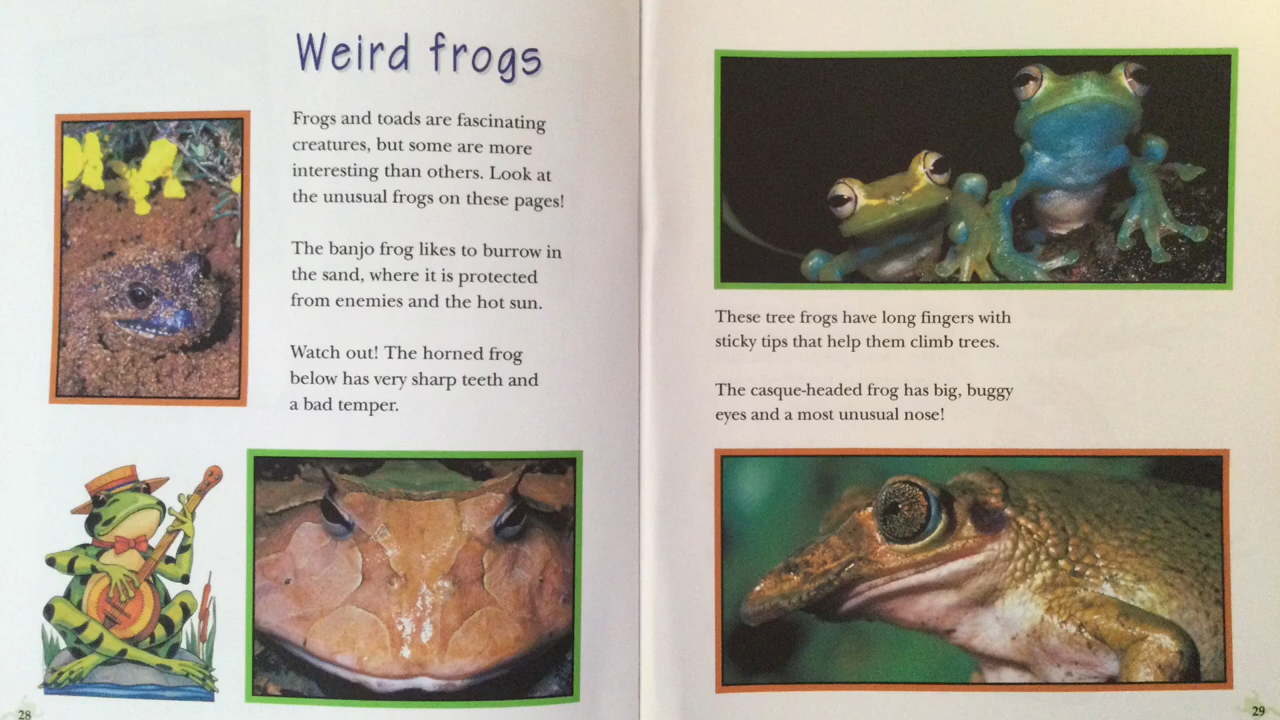 Weird frogs
Frogs and toads are fascinating
creatures, but some are more
interesting than others. Look at
the unusual frogs on these pages!
The banjo frog likes to burrow in
the sand, where it is protected
from enemies and the hot sun.
Watch out! The horned frog
below has very sharp teeth and
a bad temper.
28
These tree frogs have long fingers with
sticky tips that help them climb trees.
The casque-headed frog has big, buggy
eyes and a most unusual nose!
29